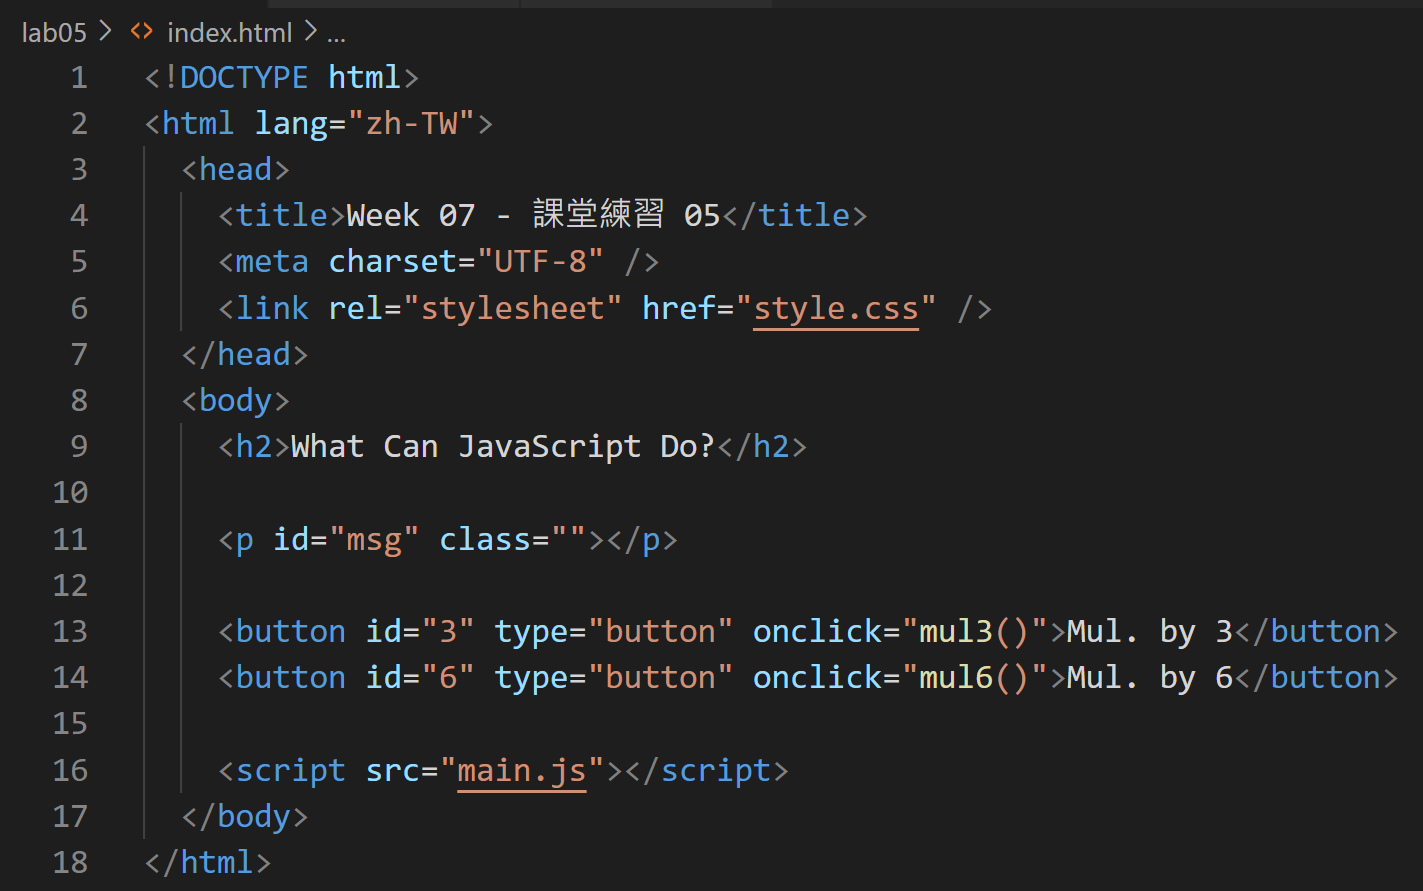 lab05 > <> index.html > ...
1 <!DOCTYPE html>
2 <html lang="zh-TW">
3 <head>
4 <title>Week 07 - 課堂練習 05</title>
5 <meta charset="UTF-8" />
6 <link rel="stylesheet" href="style.css" />
7 </head>
8 <body>
9 <h2>What Can JavaScript Do?</h2>
10
11 <p id="msg" class=""></p>
12
13 <button id="3" type="button" onclick="mul3()">Mul. by 3</button>
14 <button id="6" type="button" onclick="mul6()">Mul. by 6</button>
15
16 <script src="main.js"></script>
17 </body>
18 </html>